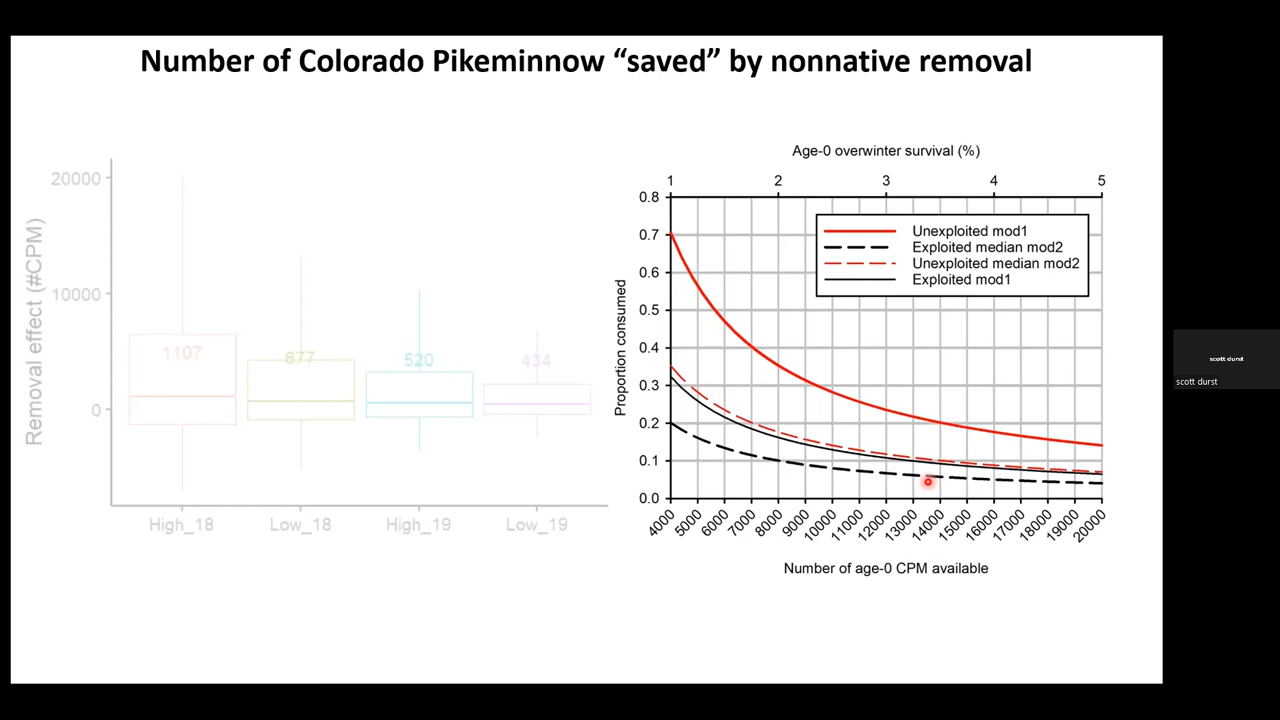 Number of Colorado Pikeminnow “saved” by nonnative removal
Removal effect (#CPM)
20000
10000
0
1107
677
520
434
High_18
Low_18
High_19
Low_19
Age-0 overwinter survival (%)
1
2
3
4
5
Proportion consumed
0.8
0.7
0.6
0.5
0.4
0.3
0.2
0.1
0.0
Unexploited mod1
Exploited median mod2
Unexploited median mod2
Exploited mod1
4000
5000
6000
7000
8000
9000
10000
11000
12000
13000
14000
15000
16000
17000
18000
19000
20000
Number of age-0 CPM available
scott durst
scott durst